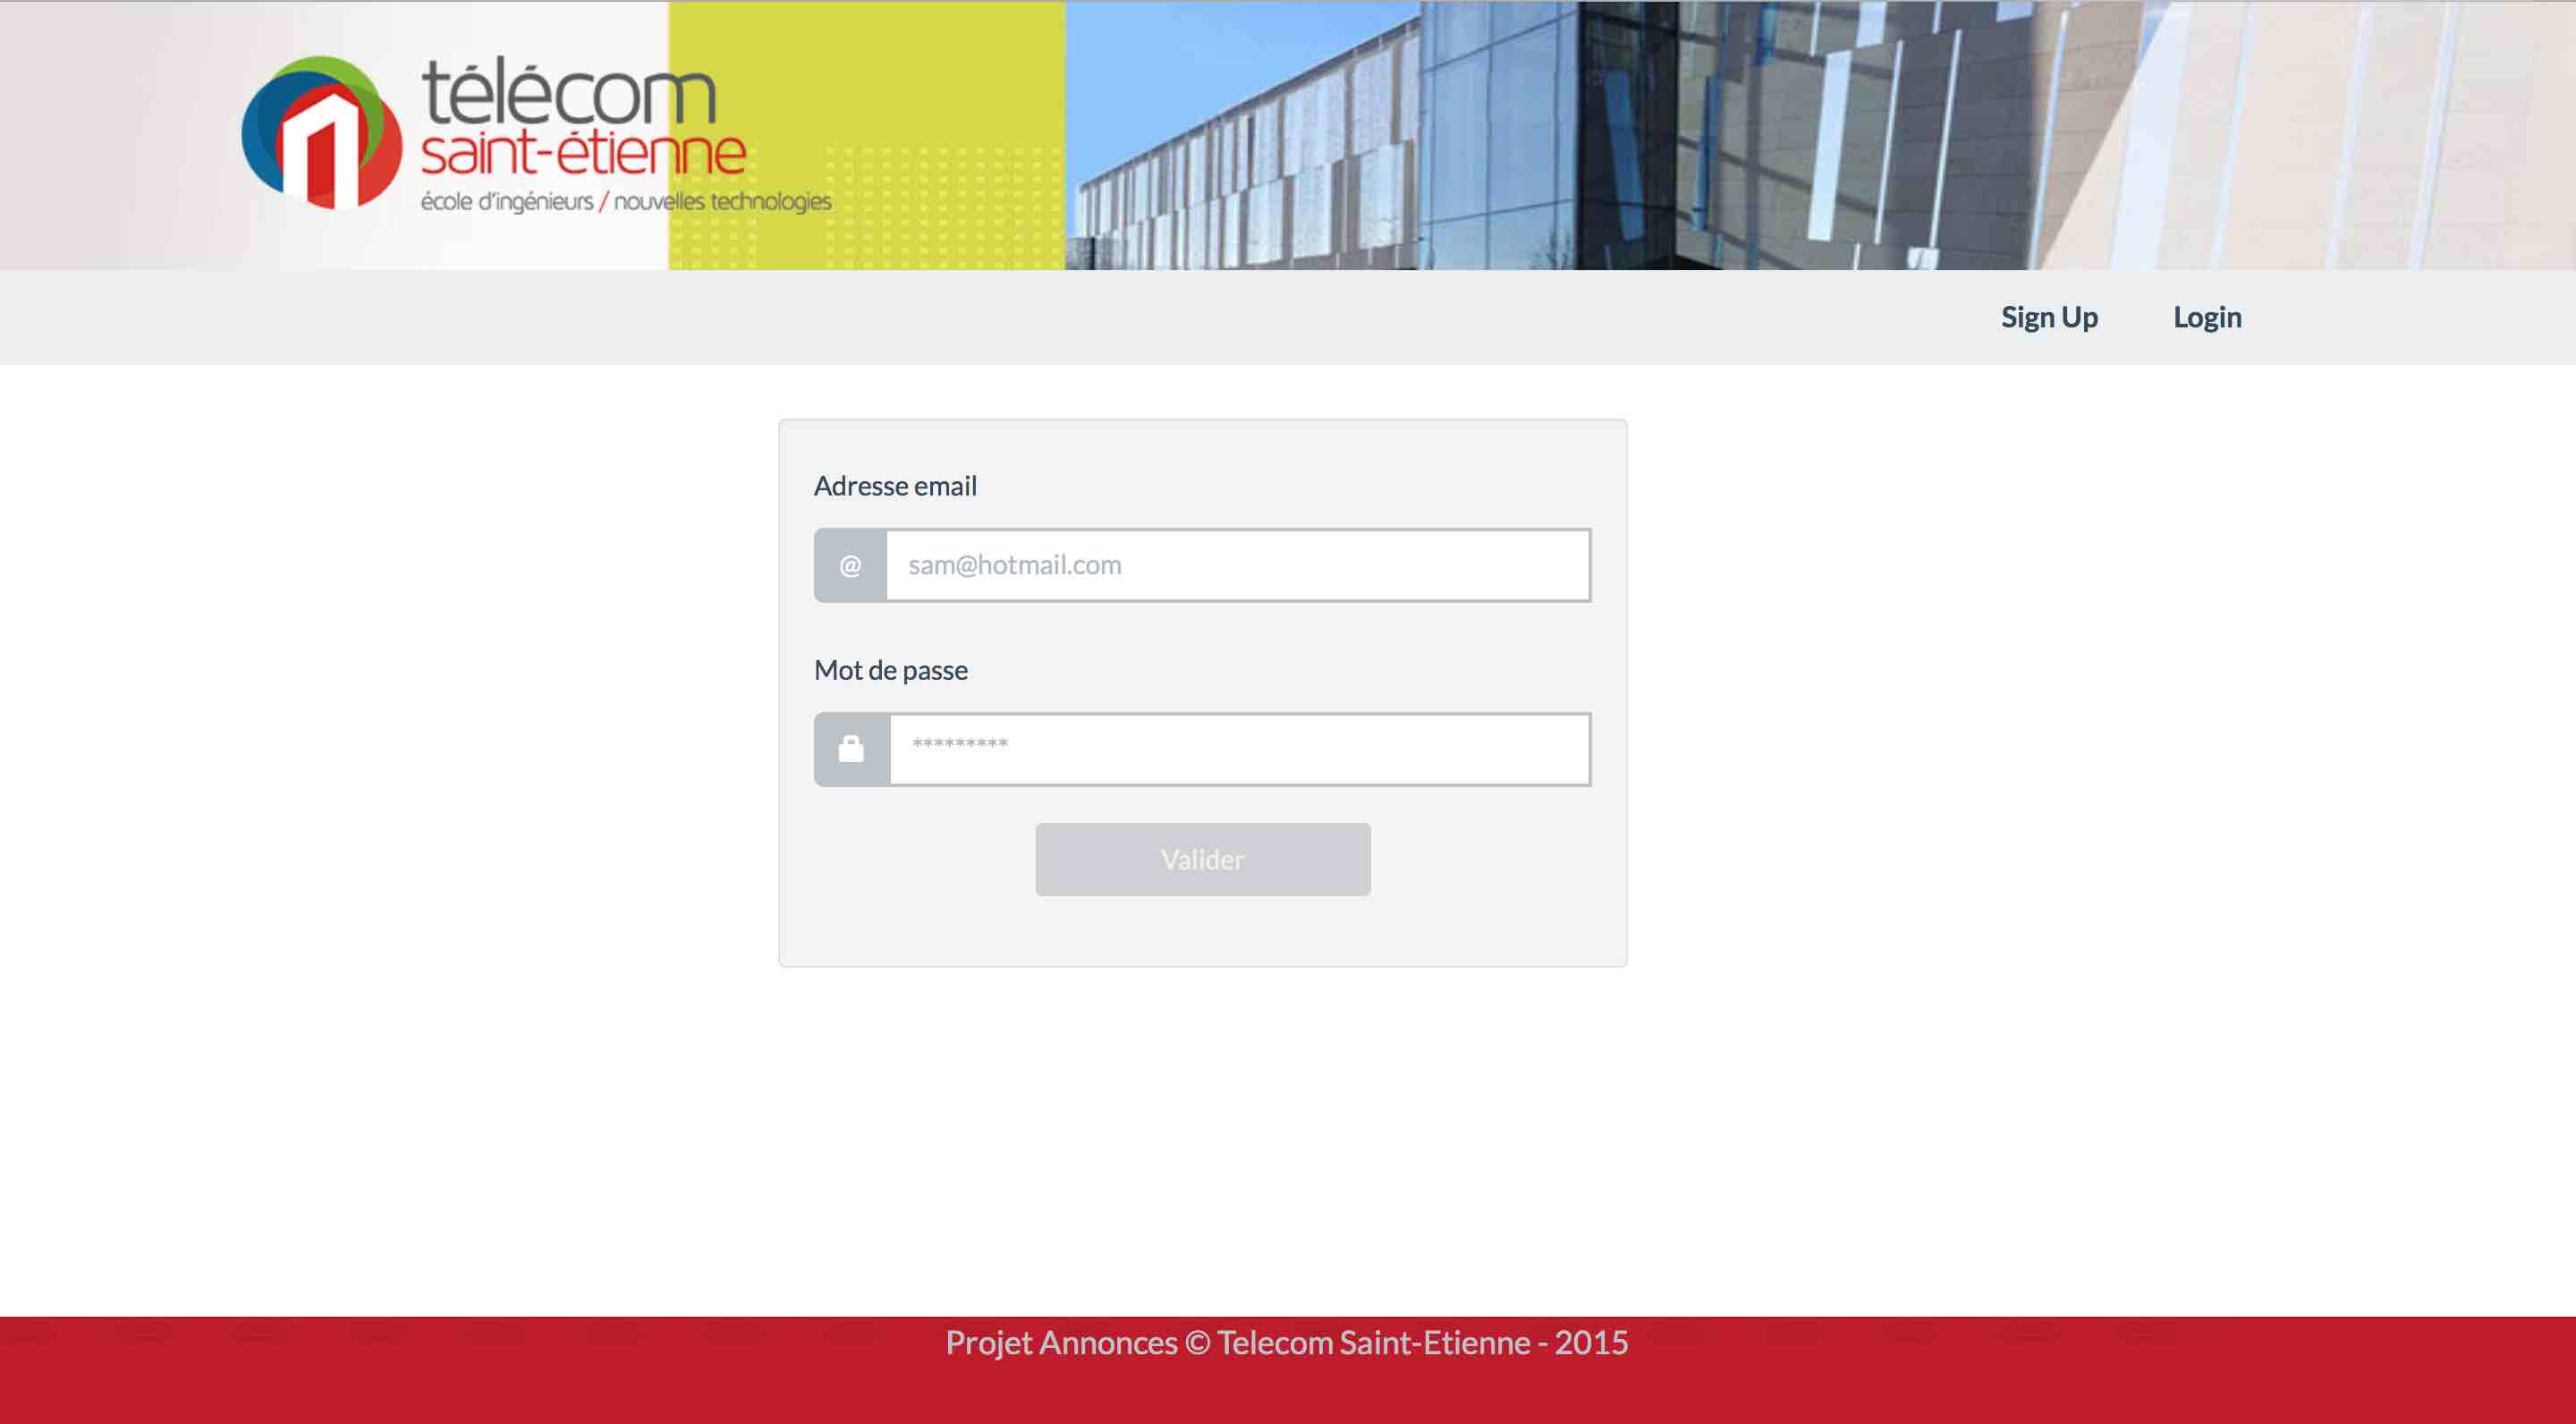 télécom
saint-étienne
école d'ingénieurs / nouvelles technologies
Sign Up Login
Adresse email
@ sam@hotmail.com
Mot de passe
*********
Valider
Projet Annonces © Telecom Saint-Etienne - 2015